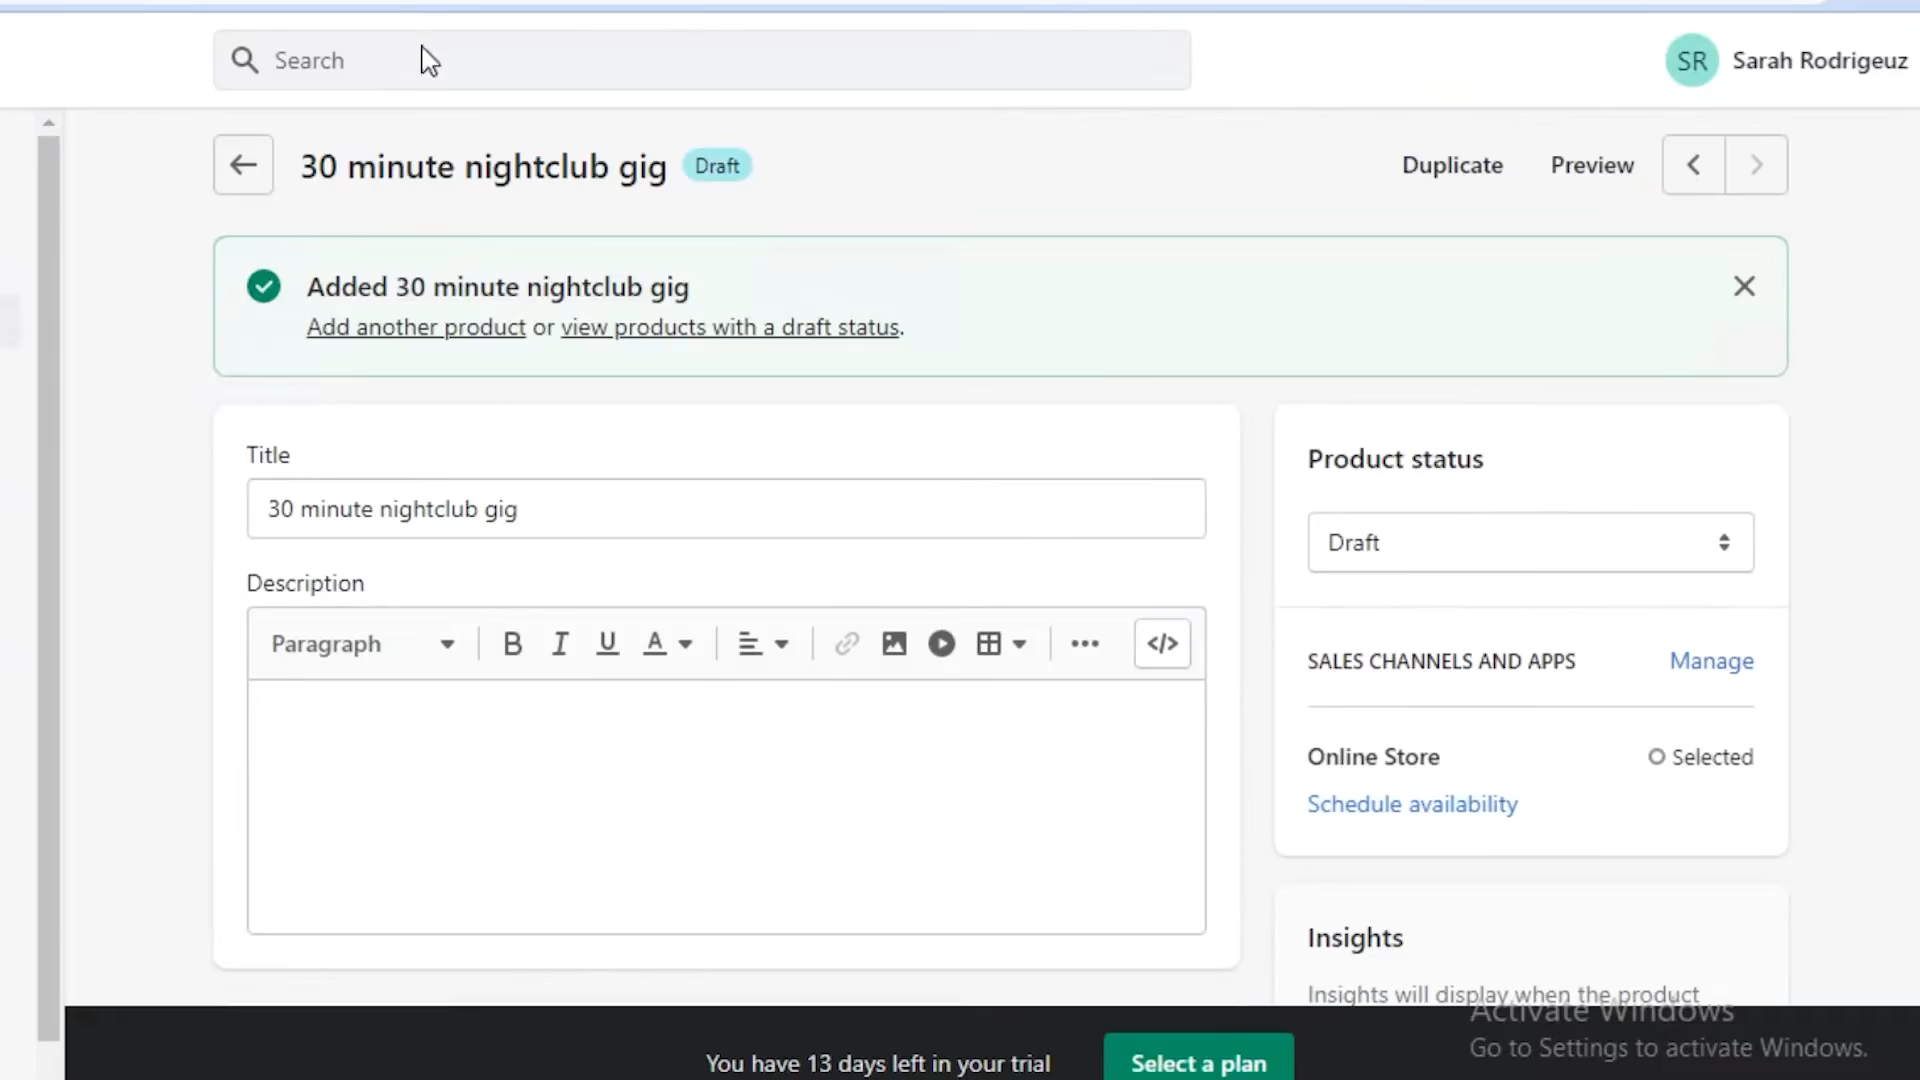 Search
SR Sarah Rodrigeuz
30 minute nightclub gig Draft
Duplicate Preview
Added 30 minute nightclub gig
Add another product or view products with a draft status.
Title
30 minute nightclub gig
Description
Paragraph B I U A </>
Product status
Draft
SALES CHANNELS AND APPS Manage
Online Store Selected
Schedule availability
Insights
Insights will display when the product
Activate Windows
Go to Settings to activate Windows.
You have 13 days left in your trial Select a plan